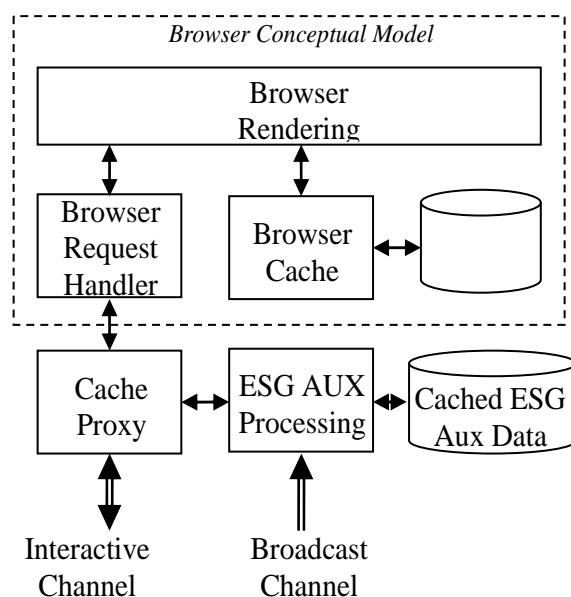 Browser Conceptual Model
Browser
Rendering
Browser
Request
Handler
Browser
Cache
Cache
Proxy
ESG AUX
Processing
Cached ESG
Aux Data
Interactive
Channel
Broadcast
Channel